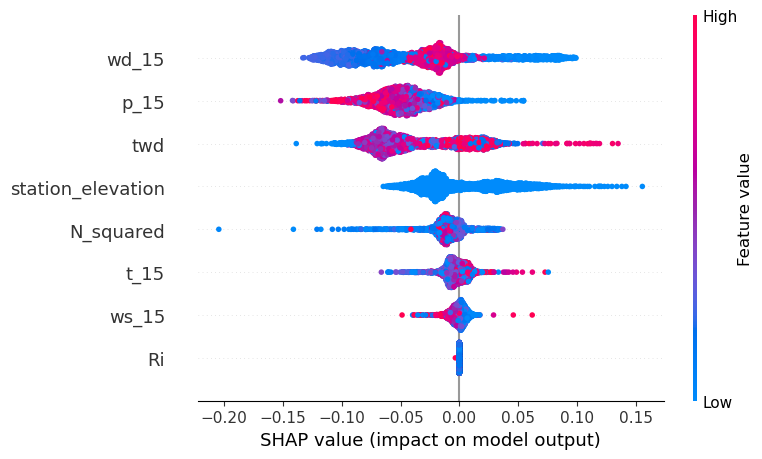 High
wd_15
p_15
twd
station_elevation
N_squared
t_15
ws_15
Ri
Feature value
Low
−0.20 −0.15 −0.10 −0.05 0.00 0.05 0.10 0.15
SHAP value (impact on model output)